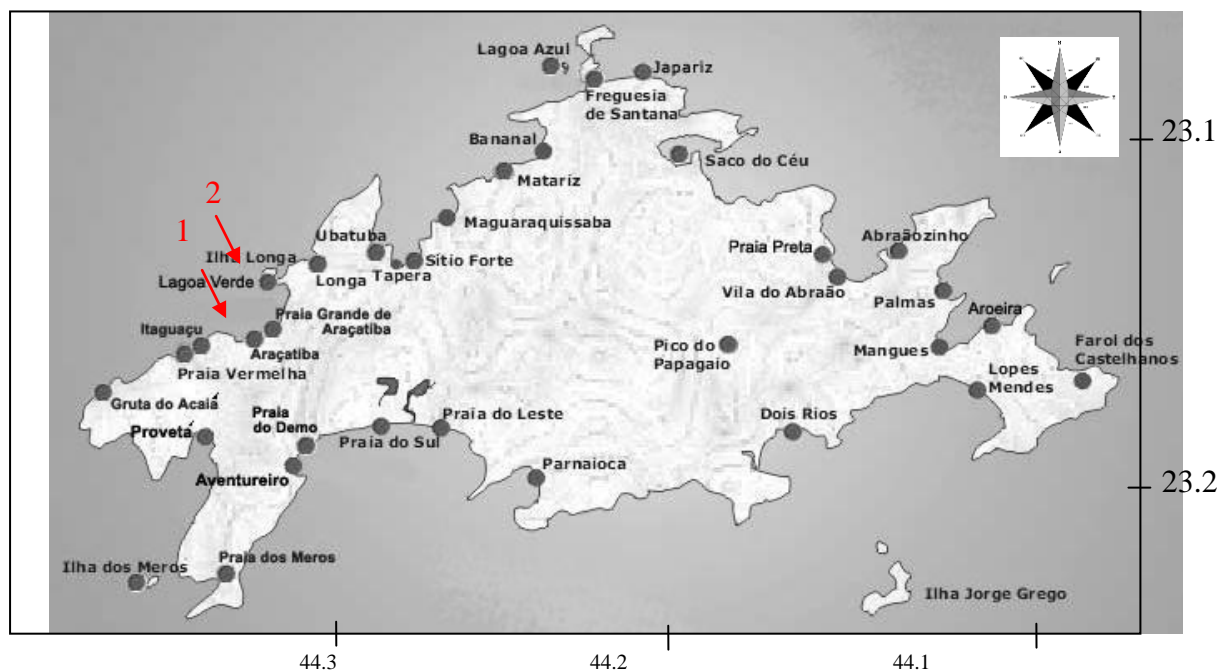 Lagoa Azul
Japariz
Freguesia
de Santana
23.1
Bananal
Saco do Céu
Matariz
2
Maguaraquissaba
1
Ubatuba
Praia Preta
Abraãozinho
Ilha Longa
Sítio Forte
Longa
Tapera
Lagoa Verde
Vila do Abraão
Palmas
Praia Grande de
Araçatiba
Aroeira
Itaguaçu
Araçatiba
Pico do
Papagaio
Mangues
Farol dos
Castelhanos
Praia Vermelha
Lopes
Mendes
Gruta do Acaiá
Praia
do Demo
Praia do Leste
Dois Rios
Provetá
Praia do Sul
Parnaioca
Aventureiro
23.2
Praia dos Meros
Ilha dos Meros
Ilha Jorge Grego
44.3
44.2
44.1